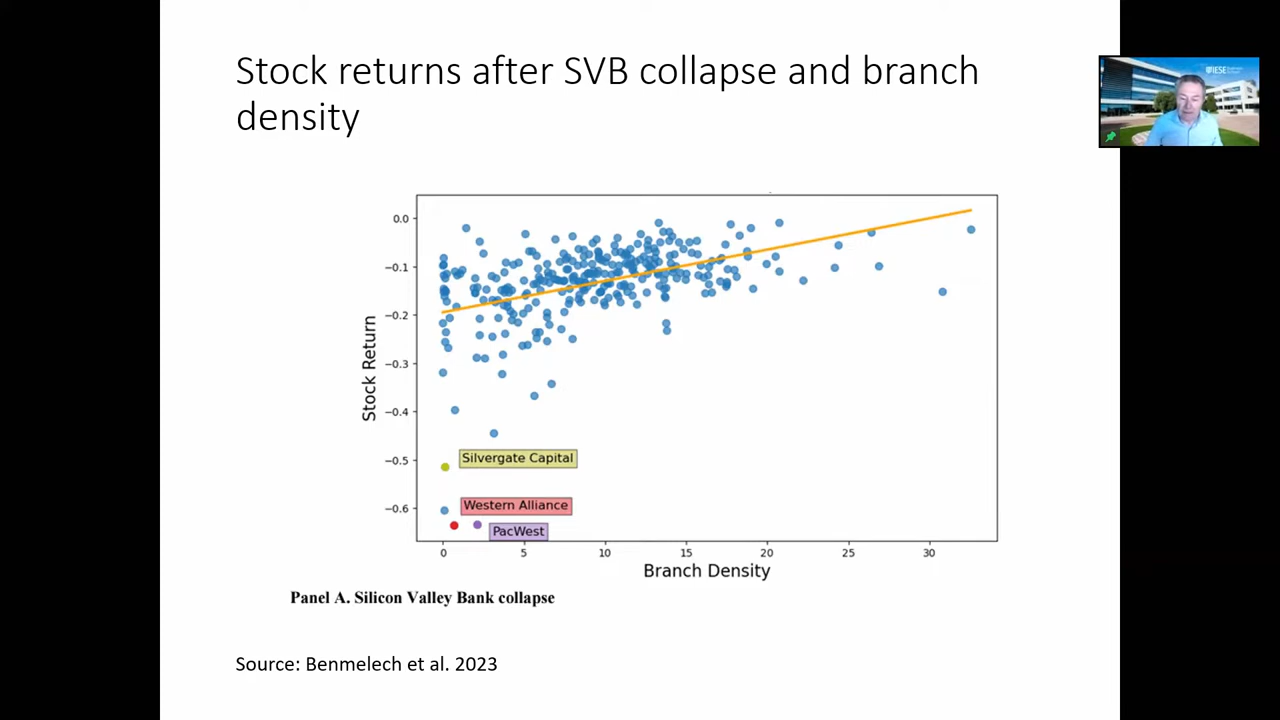 Stock returns after SVB collapse and branch
density
IESE
0.0
−0.1
−0.2
−0.3
−0.4
−0.5
−0.6
Stock Return
Silvergate Capital
Western Alliance
PacWest
0 5 10 15 20 25 30
Branch Density
Panel A. Silicon Valley Bank collapse
Source: Benmelech et al. 2023